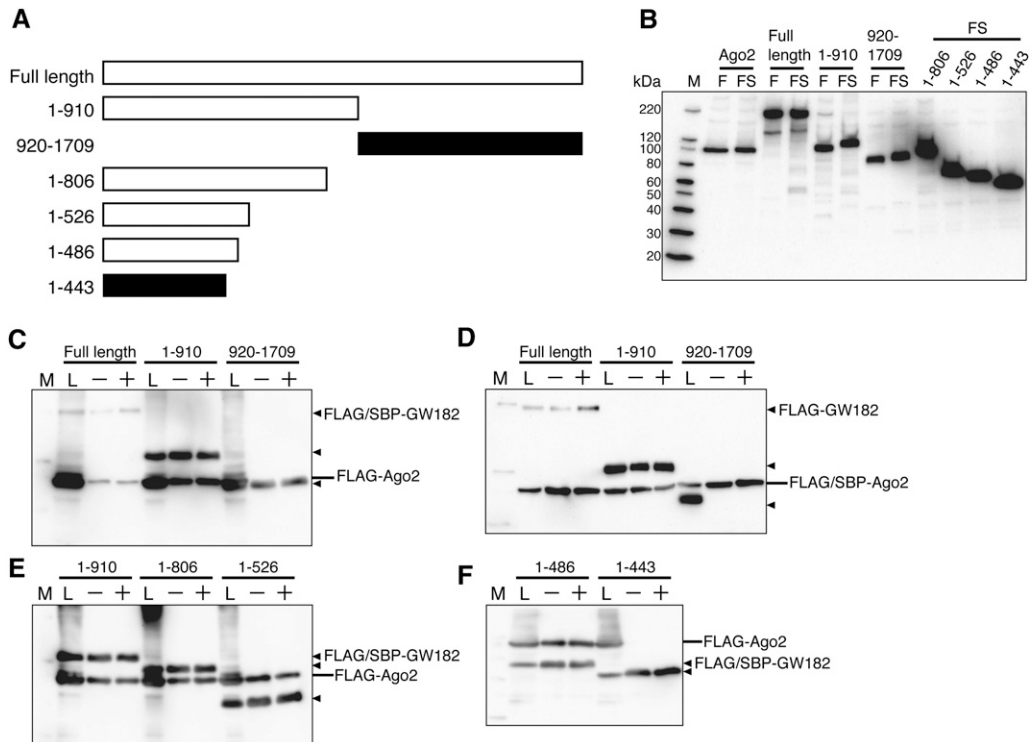 A
Full length
1-910
920-1709
1-806
1-526
1-486
1-443
B
FS
Ago2
Full length
1-910
920-1709
1-806
1-526
1-486
1-443
kDa
M
F FS F FS F FS F FS
220
120
100
80
60
50
40
30
20
C
Full length 1-910 920-1709
M L − + L − + L − +
FLAG/SBP-GW182
FLAG-Ago2
D
Full length 1-910 920-1709
M L − + L − + L − +
FLAG-GW182
FLAG/SBP-Ago2
E
1-910 1-806 1-526
M L − + L − + L − +
FLAG/SBP-GW182
FLAG-Ago2
F
1-486 1-443
M L − + L − +
FLAG-Ago2
FLAG/SBP-GW182